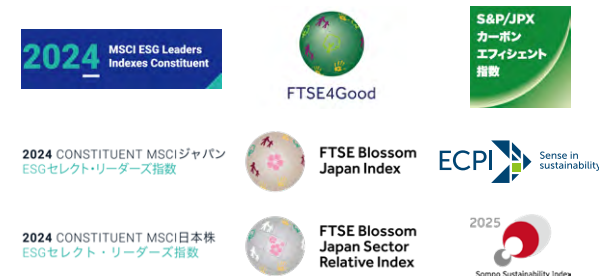 2024 MSCI ESG Leaders
Indexes Constituent
FTSE4Good
S&P/JPX
カーボン
エフィシェント
指数
2024 CONSTITUENT MSCIジャパン
ESGセレクト・リーダーズ指数
FTSE Blossom
Japan Index
ECPI Sense in
sustainability
2024 CONSTITUENT MSCI日本株
ESGセレクト・リーダーズ指数
FTSE Blossom
Japan Sector
Relative Index
2025
Sompo Sustainability Index